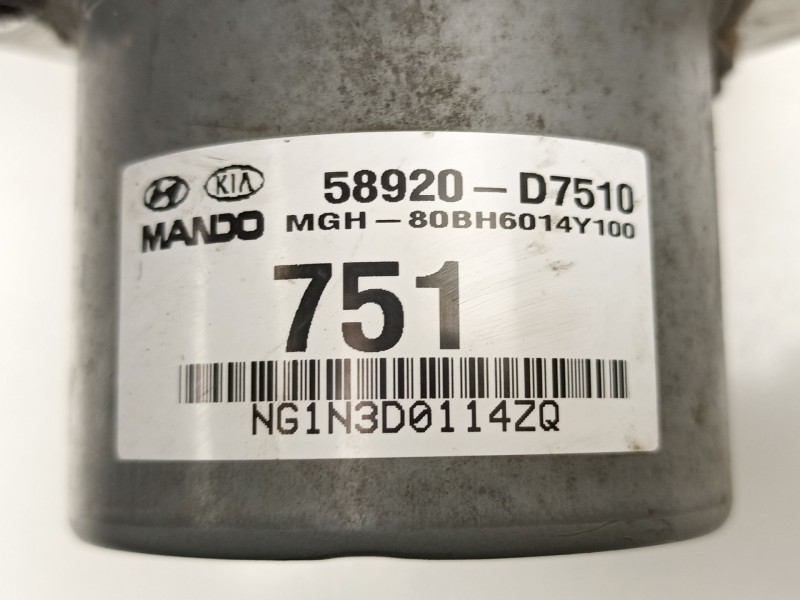 KIA 58920-D7510
MANDO MGH-80BH6014Y100
751
NG1N3D0114ZQ